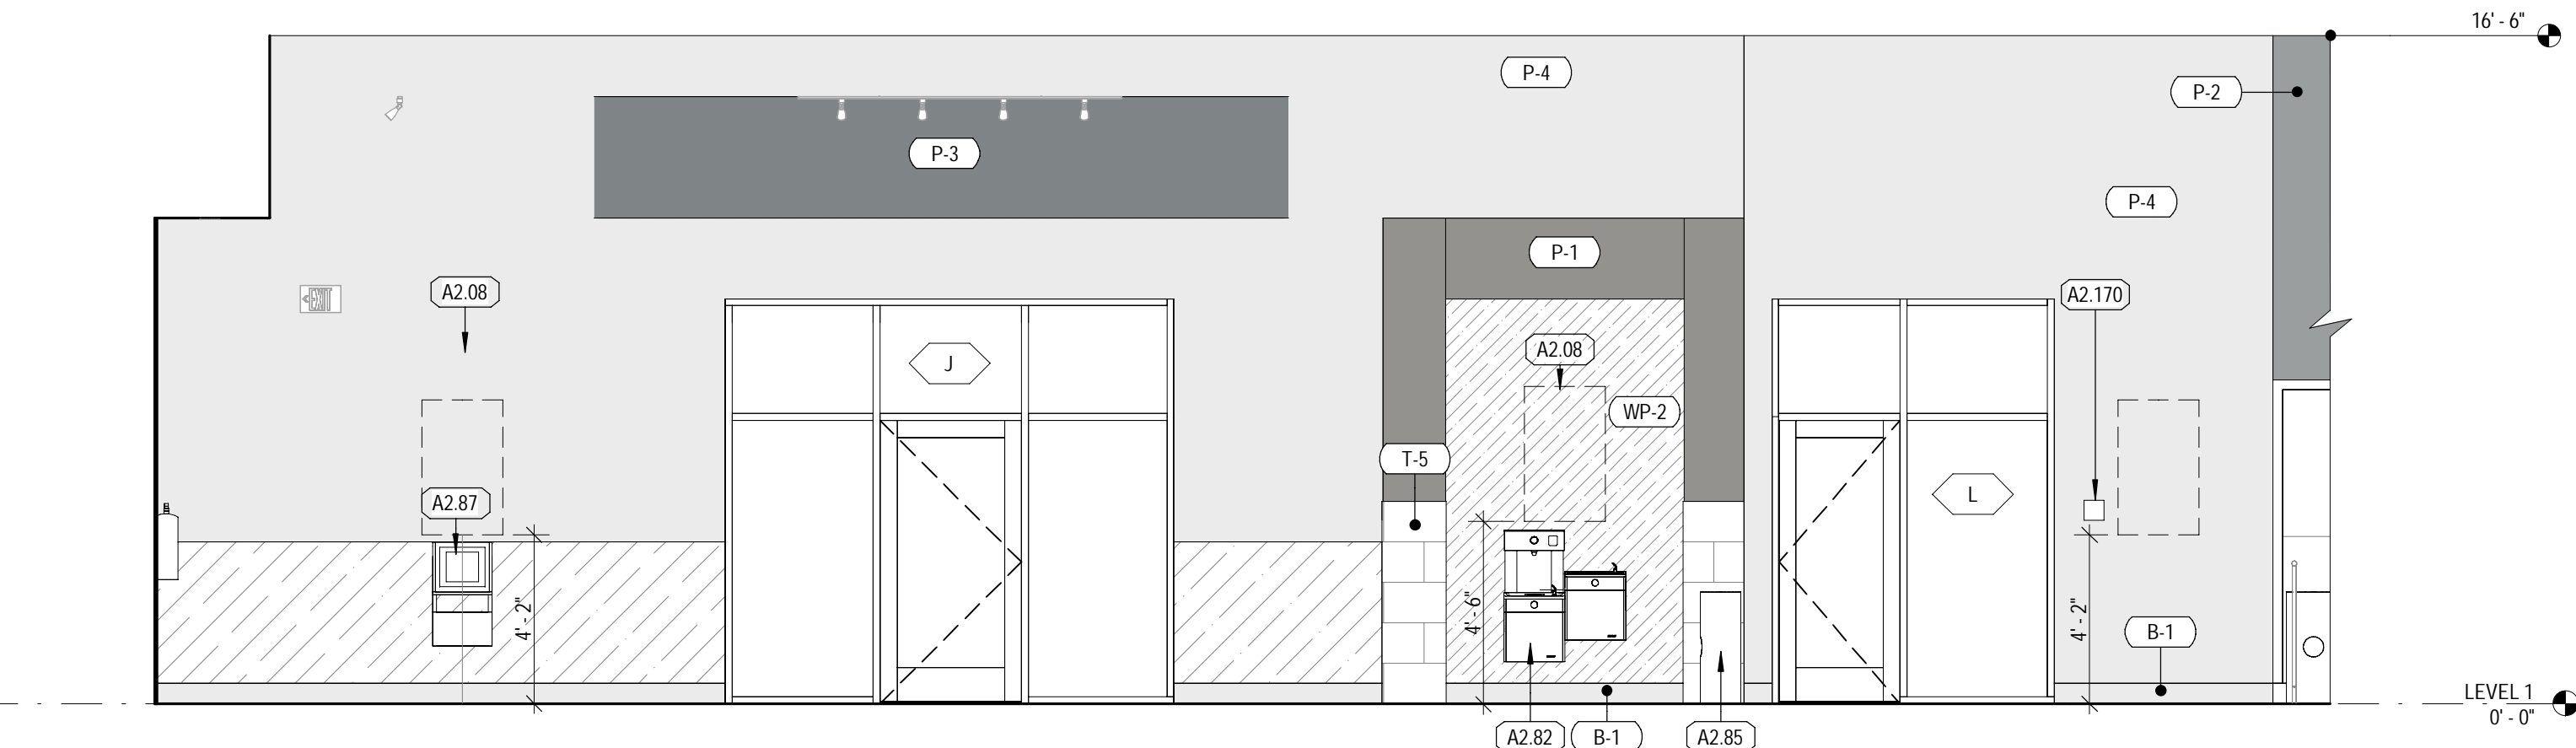 16' - 6"
P-4
P-2
P-3
P-4
P-1
A2.08
EXIT
A2.170
J
A2.08
WP-2
T-5
A2.87
L
4' - 2"
4' - 6"
4' - 2"
B-1
LEVEL 1
0' - 0"
A2.82
B-1
A2.85